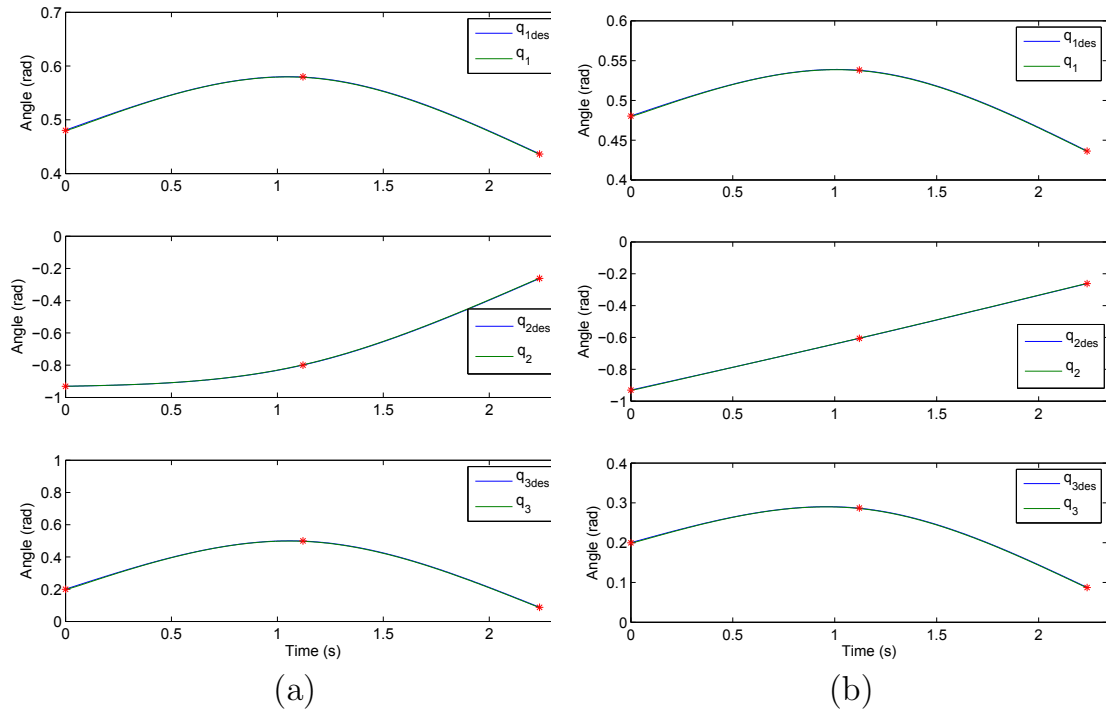 0.7
0.6
0.5
0.4
Angle (rad)
q1des
q1
0 0.5 1 1.5 2
0
−0.2
−0.4
−0.6
−0.8
−1
Angle (rad)
q2des
q2
0 0.5 1 1.5 2
1
0.8
0.6
0.4
0.2
0
Angle (rad)
q3des
q3
0 0.5 1 1.5 2
Time (s)
(a)
0.6
0.55
0.5
0.45
0.4
Angle (rad)
q1des
q1
0 0.5 1 1.5 2
0
−0.2
−0.4
−0.6
−0.8
−1
Angle (rad)
q2des
q2
0 0.5 1 1.5 2
0.4
0.3
0.2
0.1
0
Angle (rad)
q3des
q3
0 0.5 1 1.5 2
Time (s)
(b)